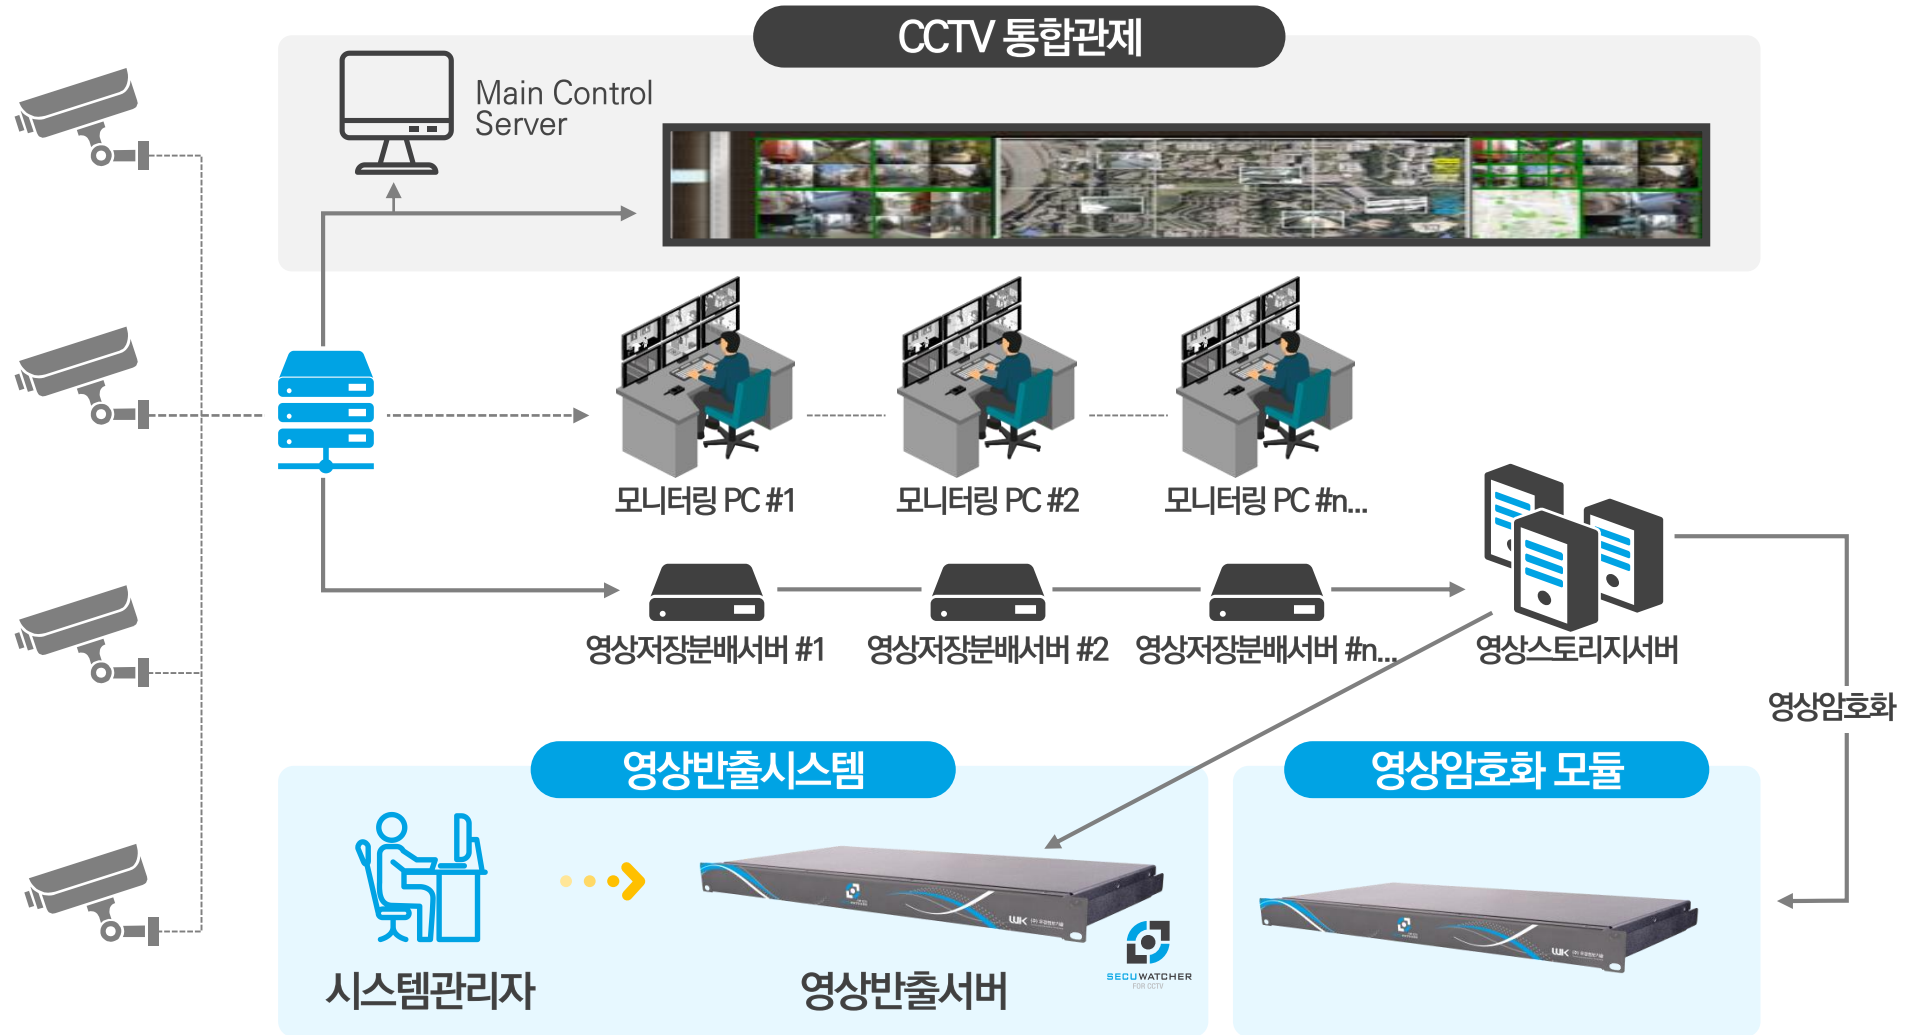 CCTV 통합관제
Main Control
Server
모니터링 PC #1
모니터링 PC #2
모니터링 PC #n...
영상저장분배서버 #1
영상저장분배서버 #2
영상저장분배서버 #n...
영상스토리지서버
영상암호화
영상반출시스템
영상암호화 모듈
시스템관리자
영상반출서버
SECUWATCHER
FOR CCTV